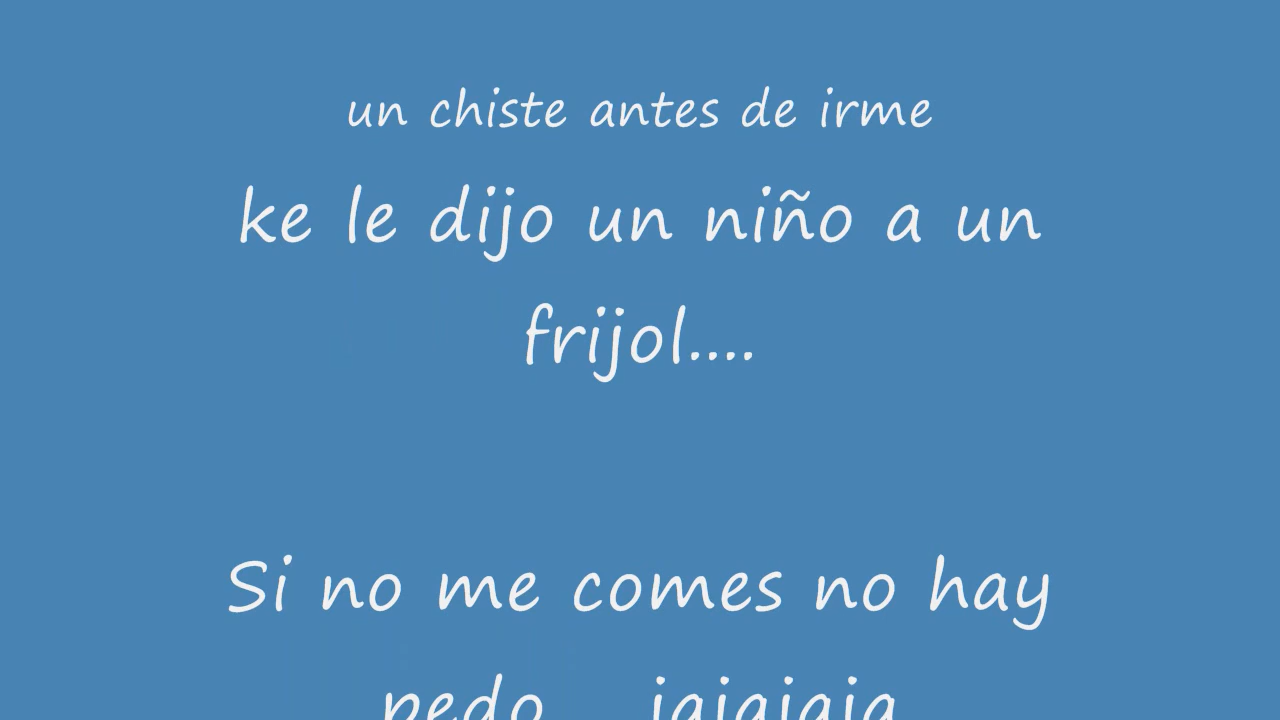 un chiste antes de irme
ke le dijo un niño a un
frijol....
Si no me comes no hay
pedo jajajaja